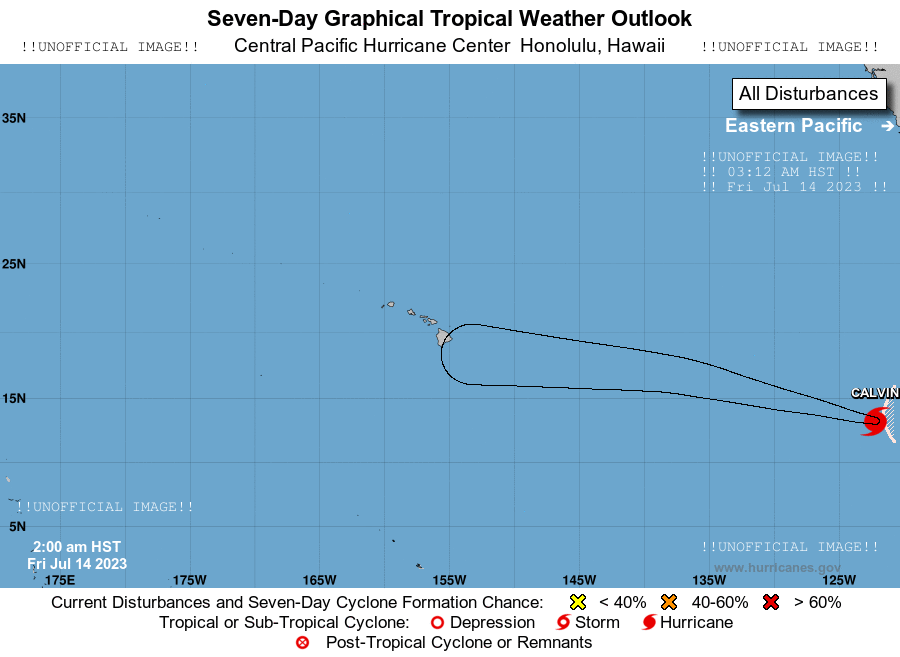 Seven-Day Graphical Tropical Weather Outlook
!!UNOFFICIAL IMAGE!! Central Pacific Hurricane Center Honolulu, Hawaii !!UNOFFICIAL IMAGE!!
All Disturbances
35N
Eastern Pacific →
!!UNOFFICIAL IMAGE!!
!! 03:12 AM HST !!
!! Fri Jul 14 2023 !!
25N
CALVIN
15N
!!UNOFFICIAL IMAGE!!
5N
2:00 am HST
Fri Jul 14 2023
!!UNOFFICIAL IMAGE!!
www.hurricanes.gov
175E 175W 165W 155W 145W 135W 125W
Current Disturbances and Seven-Day Cyclone Formation Chance: < 40% 40-60% > 60%
Tropical or Sub-Tropical Cyclone: Depression Storm Hurricane
Post-Tropical Cyclone or Remnants